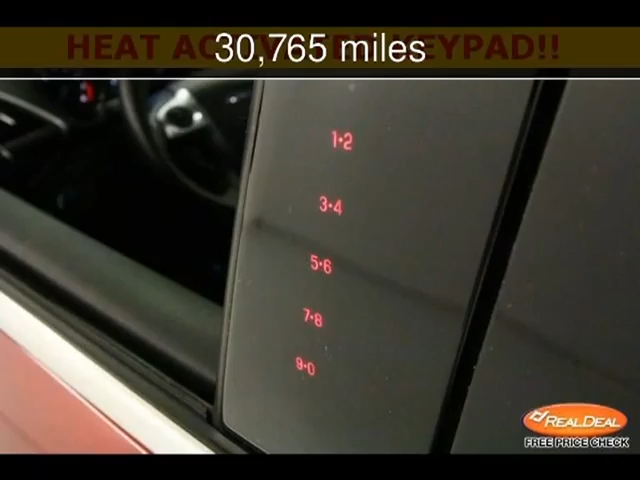 HEAT ACTIVATED KEYPAD!!
30,765 miles
1•2
3•4
5•6
7•8
9•0
REALDEAL
FREE PRICE CHECK